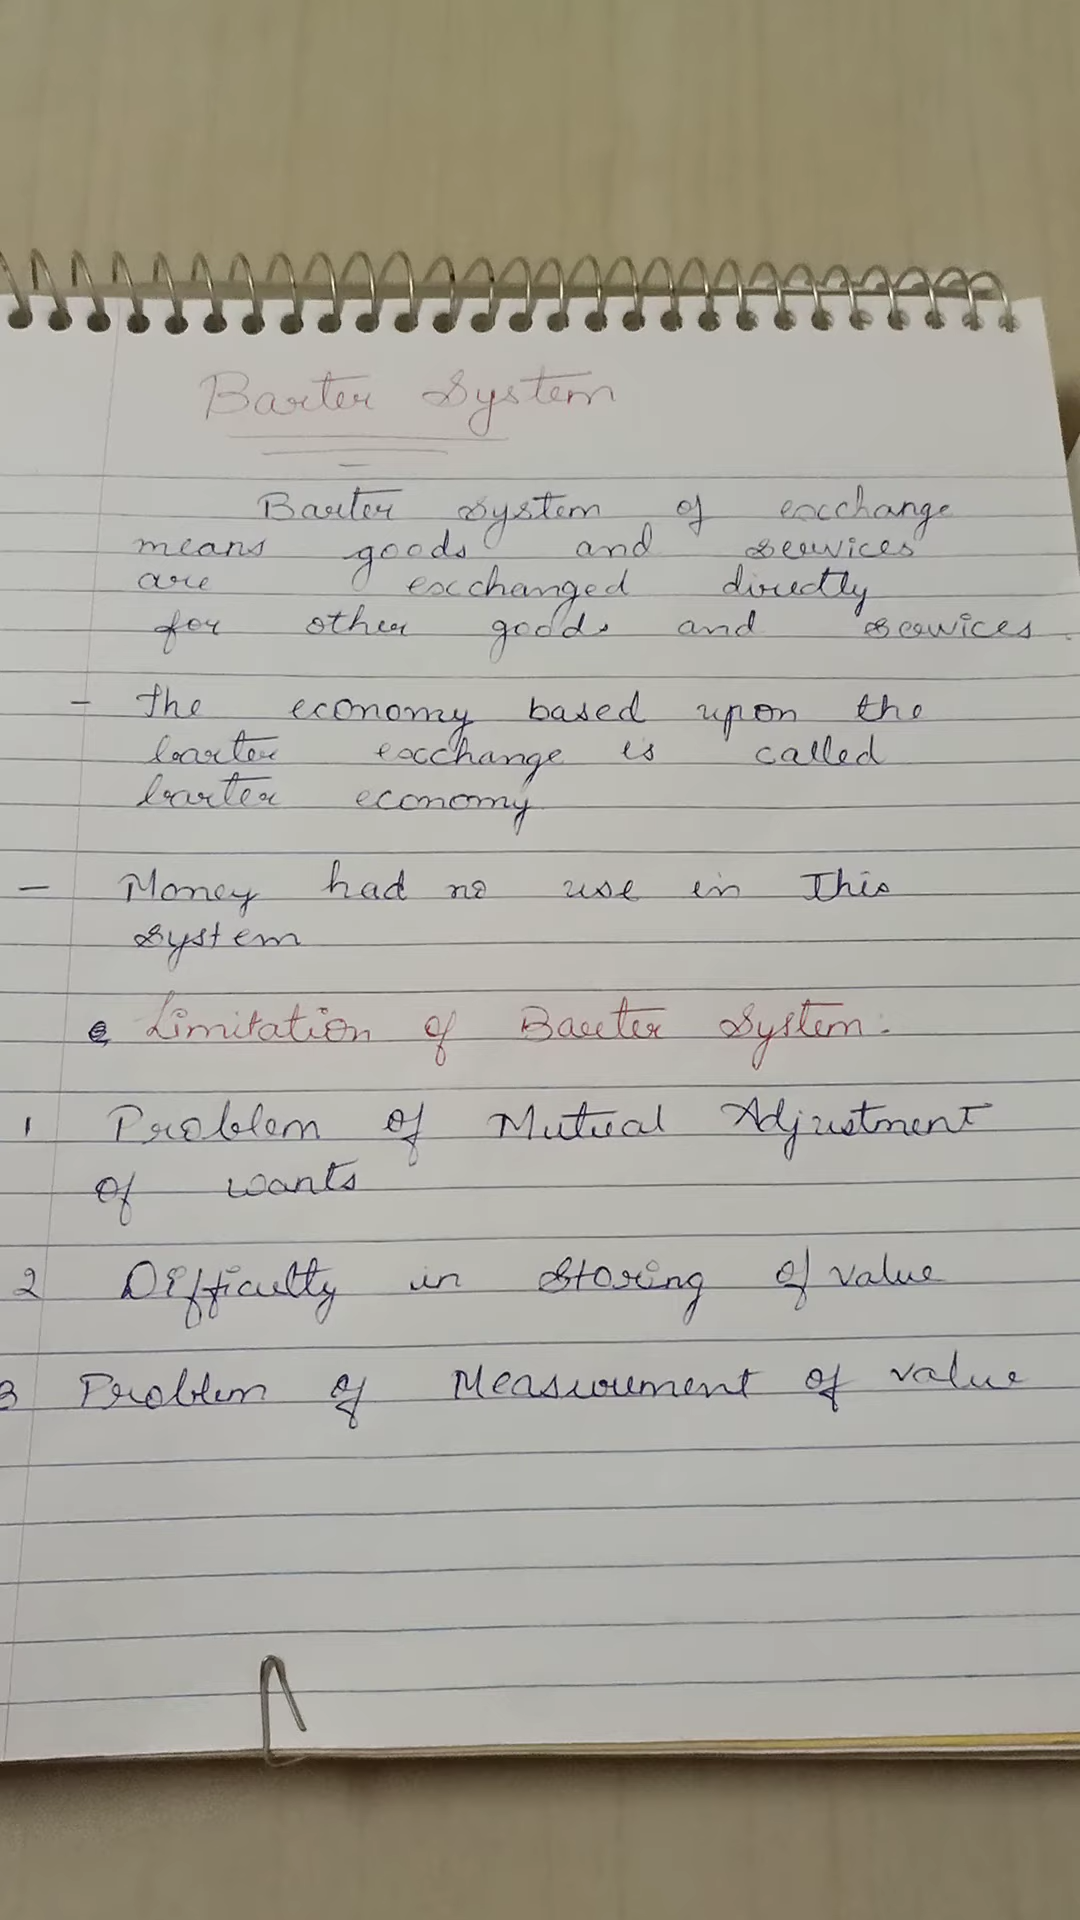 Barter System
Barter system of exchange
means goods and services
are exchanged directly
for other goods and services.
- The economy based upon the
barter exchange is called
barter economy
- Money had no use in This
System
Limitation of Barter System.
1 Problem of Mutual Adjustment
of wants
2 Difficulty in Storing of value
3 Problem of Measurement of value